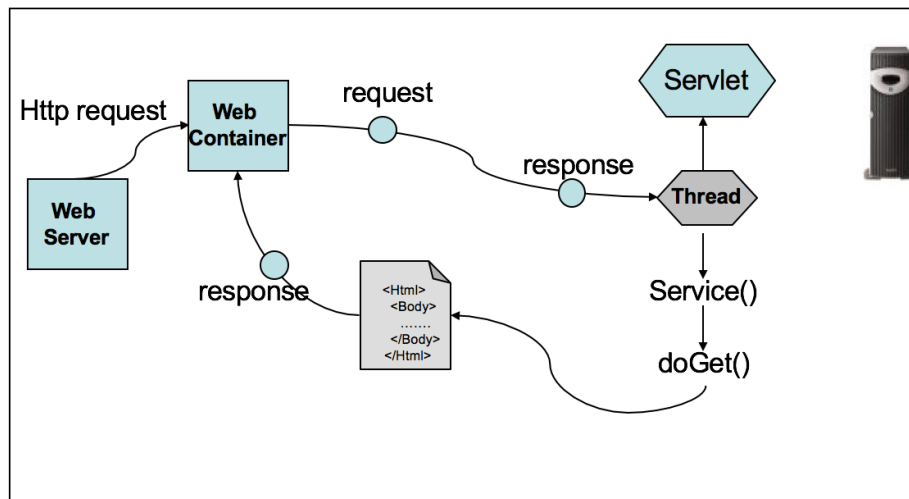 Http request
Web
Container
request
Servlet
response
Thread
Web
Server
response
<Html>
<Body>
.......
</Body>
</Html>
Service()
doGet()